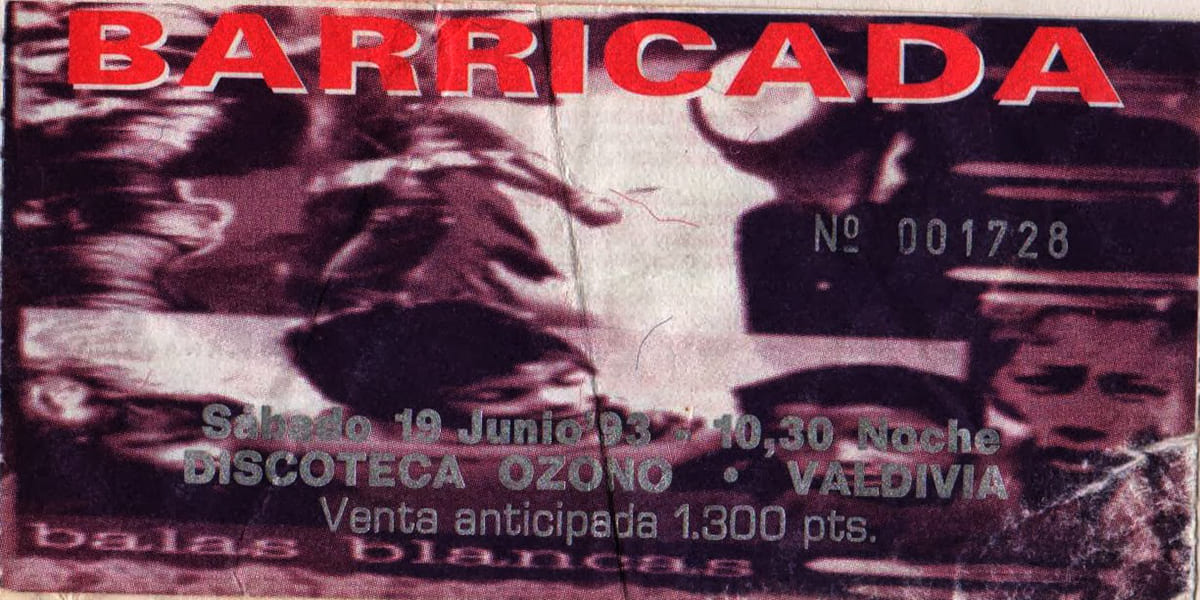 BARRICADA
Nº 001728
Sábado 19 Junio '93 · 10,30 Noche
DISCOTECA OZONO · VALDIVIA
Venta anticipada 1.300 pts.
balas blancas